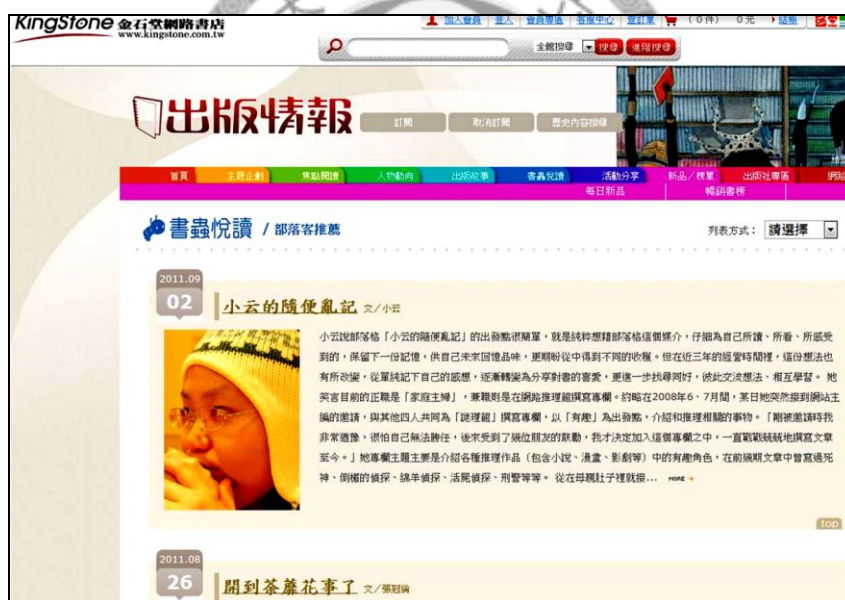 KingStone 金石堂網路書店
www.kingstone.com.tw
加入會員 登入 會員專區 客服中心 查訂單 (0件) 0元 結帳
全館搜尋 搜尋 進階搜尋
出版情報 訂閱 取消訂閱 歷史內容搜尋
首頁 主題企劃 焦點閱讀 人物動向 出版故事 書蟲悅讀 活動分享 新品／榜單 出版社專區 網站
每日新品 暢銷書榜
書蟲悅讀 / 部落客推薦 列表方式： 請選擇
2011.09
02 小云的隨便亂記 文／小云
小云說部落格「小云的隨便亂記」的出發點很簡單，就是純粹想藉部落格這個媒介，仔細為自己所讀、所看、所感受
到的，保留下一份記憶，供自己未來回憶品味，更期盼從中得到不同的收穫。但在近三年的經營時間裡，這份想法也
有所改變，從單純記下自己的感想，逐漸轉變為分享對書的喜愛，更進一步找尋同好，彼此交流想法、相互學習。 她
笑言目前的正職是「家庭主婦」，兼職則是在網路推理館撰寫專欄。約略在2008年6、7月間，某日她突然接到網站主
編的邀請，與其他四人共同為「謎理館」撰寫專欄，以「有趣」為出發點，介紹和推理相關的事物。「剛被邀請時我
非常猶豫，很怕自己無法勝任，後來受到了幾位朋友的鼓動，我才決定加入這個專欄之中，一直戰戰兢兢地撰寫文章
至今。」她專欄主題主要是介紹各種推理作品（包含小說、漫畫、影劇等）中的有趣角色，在前幾期文章中曾寫過死
神、倒楣的偵探、綿羊偵探、活屍偵探、刑警等等。 從在母親肚子裡就接... MORE
top
2011.08
26 開到荼蘼花事了 文／張冠倫